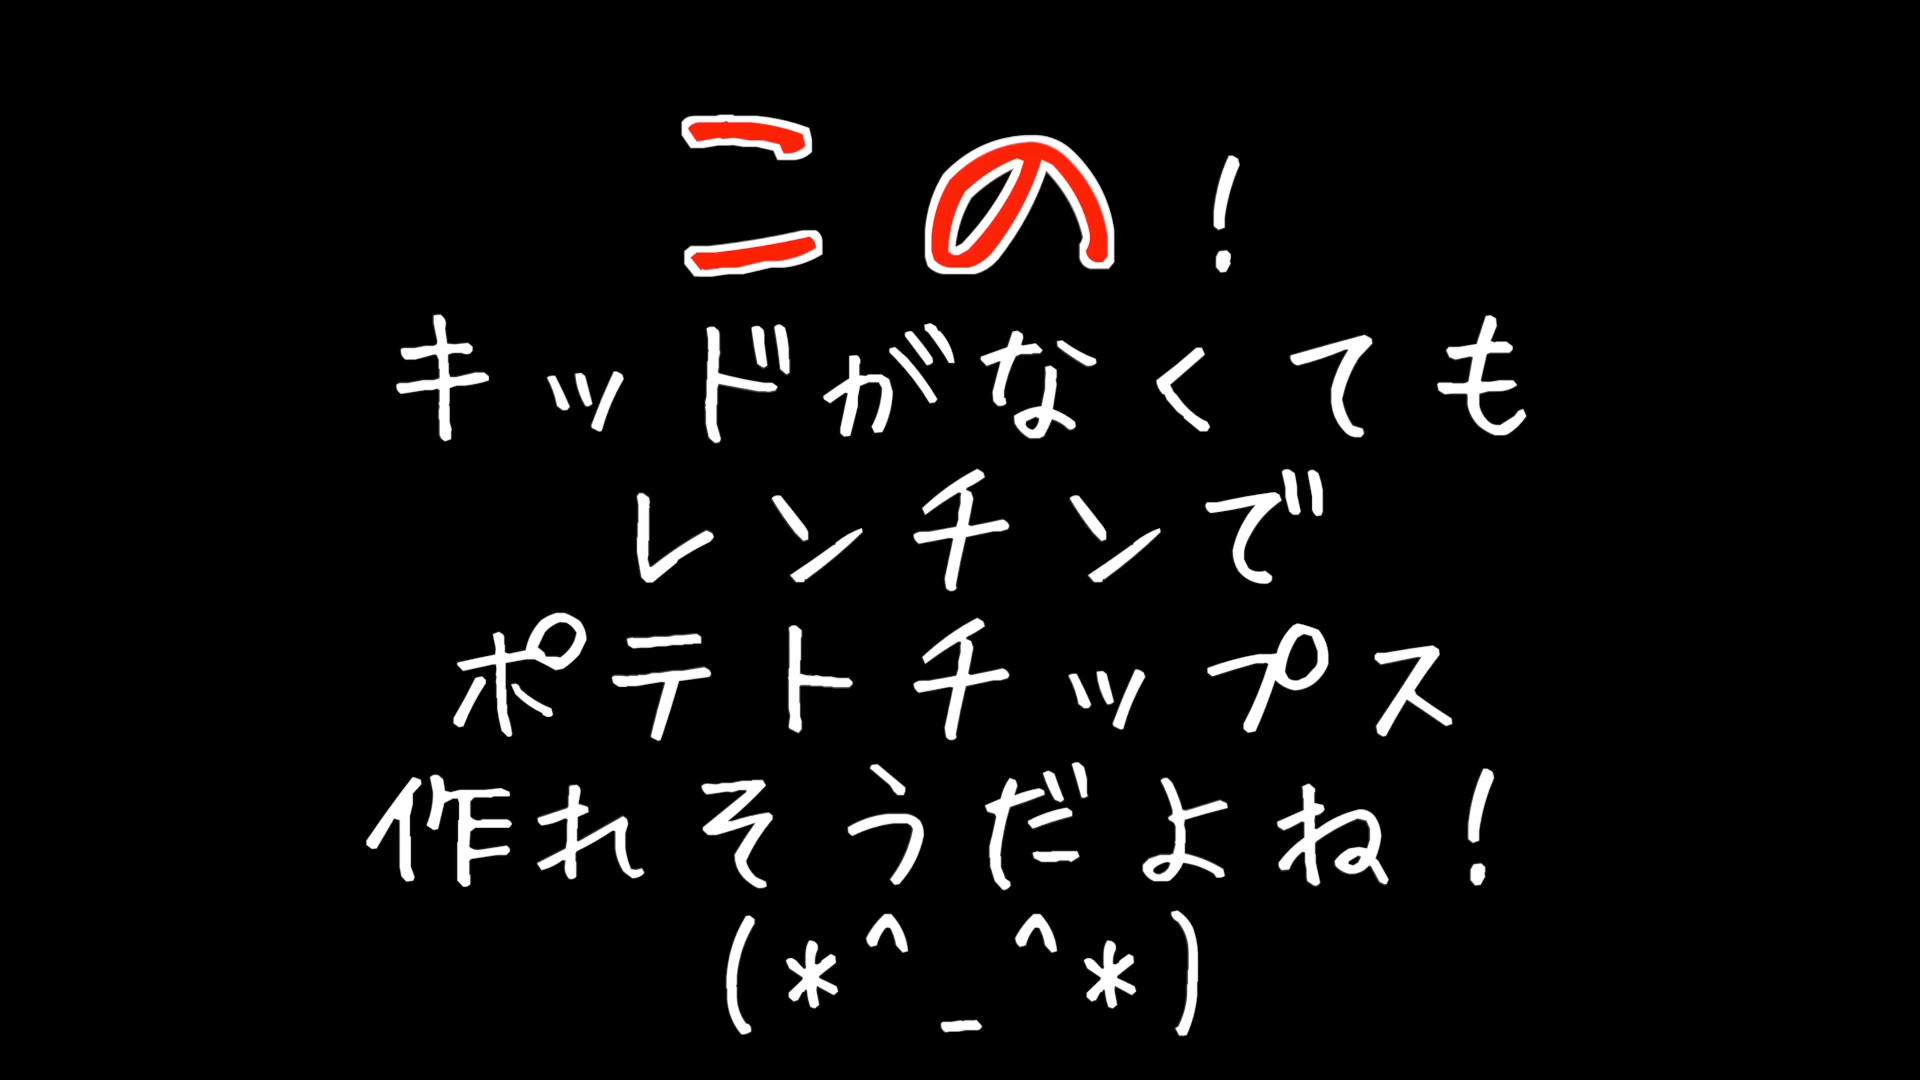 この!
キッドがなくても
レンチンで
ポテトチップス
作れそうだよね!
(*^_^*)